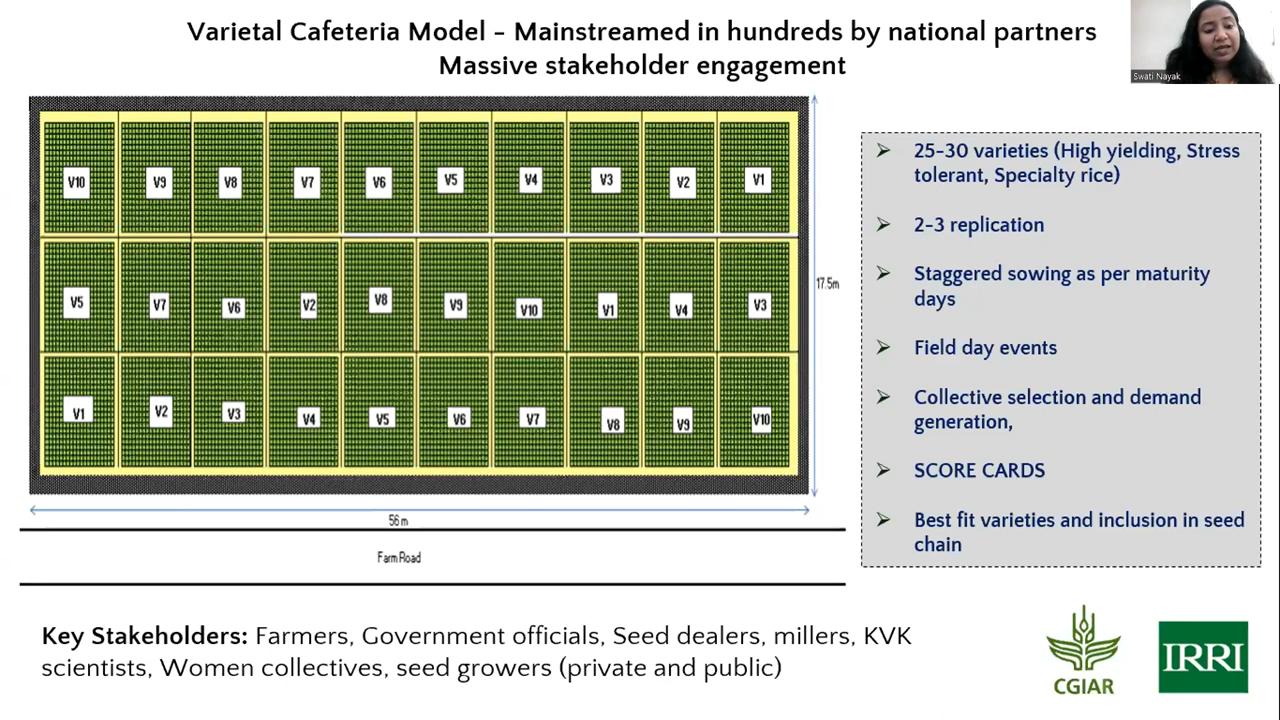 Varietal Cafeteria Model - Mainstreamed in hundreds by national partners
Massive stakeholder engagement
Swati Nayak
V10 V9 V8 V7 V6 V5 V4 V3 V2 V1
V5 V7 V6 V2 V8 V9 V10 V1 V4 V3
V1 V2 V3 V4 V5 V6 V7 V8 V9 V10
17.5m
56m
Farm Road
25-30 varieties (High yielding, Stress
tolerant, Specialty rice)
2-3 replication
Staggered sowing as per maturity
days
Field day events
Collective selection and demand
generation,
SCORE CARDS
Best fit varieties and inclusion in seed
chain
Key Stakeholders: Farmers, Government officials, Seed dealers, millers, KVK
scientists, Women collectives, seed growers (private and public)
CGIAR
IRRI